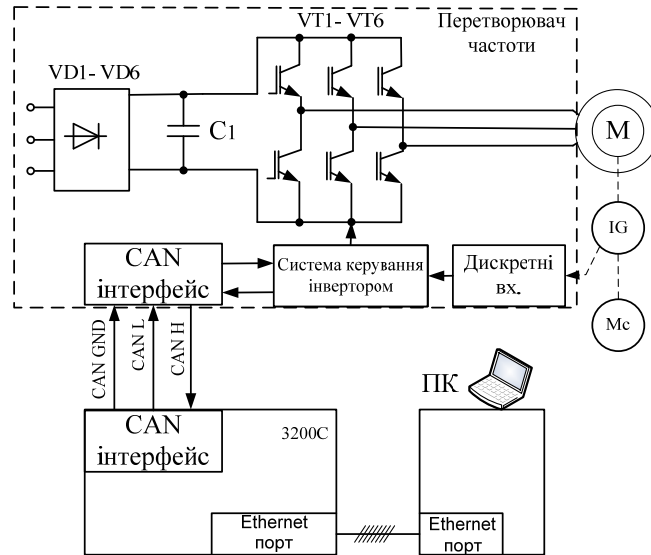 VT1- VT6
Перетворювач
частоти
VD1- VD6
C1
M
IG
Mc
CAN
інтерфейс
Система керування
інвертором
Дискретні
вх.
CAN GND
CAN L
CAN H
ПК
CAN
інтерфейс
3200C
Ethernet
порт
Ethernet
порт